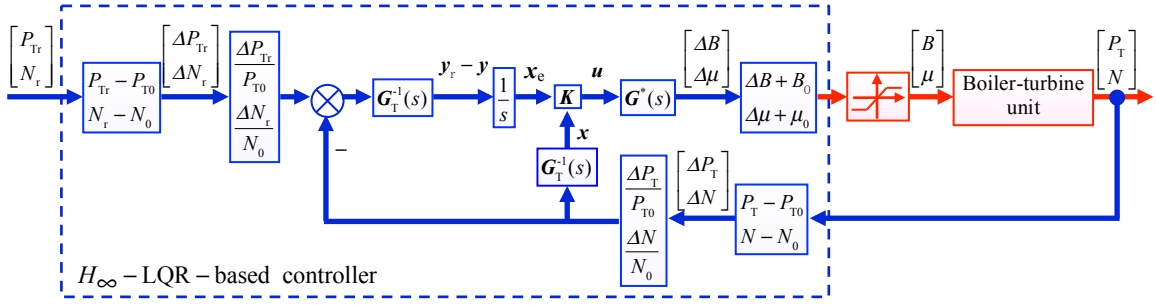 [P_Tr
N_r]
P_Tr − P_T0
N_r − N_0
[ΔP_Tr
ΔN_r]
ΔP_Tr
P_T0
ΔN_r
N_0
−
G_T^-1(s)
y_r − y
1
s
x_e
K
x
G_T^-1(s)
u
G^*(s)
[ΔB
Δμ]
ΔB + B_0
Δμ + μ_0
[B
μ]
Boiler-turbine
unit
[P_T
N]
P_T − P_T0
N − N_0
[ΔP_T
ΔN]
ΔP_T
P_T0
ΔN
N_0
H_∞ − LQR − based controller